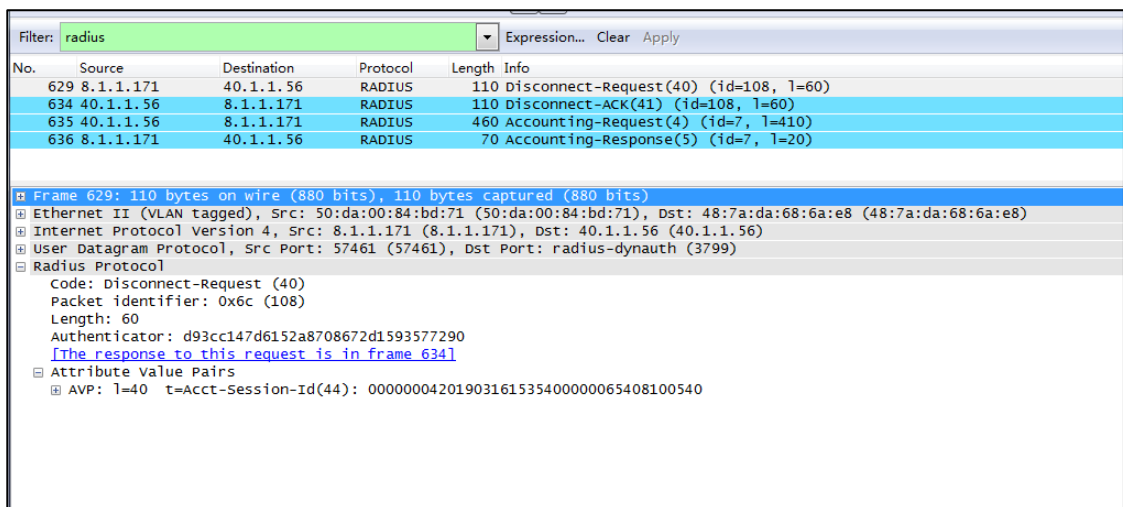 Filter: radius Expression... Clear Apply
No. Source Destination Protocol Length Info
629 8.1.1.171 40.1.1.56 RADIUS 110 Disconnect-Request(40) (id=108, l=60)
634 40.1.1.56 8.1.1.171 RADIUS 110 Disconnect-ACK(41) (id=108, l=60)
635 40.1.1.56 8.1.1.171 RADIUS 460 Accounting-Request(4) (id=7, l=410)
636 8.1.1.171 40.1.1.56 RADIUS 70 Accounting-Response(5) (id=7, l=20)
Frame 629: 110 bytes on wire (880 bits), 110 bytes captured (880 bits)
Ethernet II (VLAN tagged), Src: 50:da:00:84:bd:71 (50:da:00:84:bd:71), Dst: 48:7a:da:68:6a:e8 (48:7a:da:68:6a:e8)
Internet Protocol Version 4, Src: 8.1.1.171 (8.1.1.171), Dst: 40.1.1.56 (40.1.1.56)
User Datagram Protocol, Src Port: 57461 (57461), Dst Port: radius-dynauth (3799)
Radius Protocol
Code: Disconnect-Request (40)
Packet identifier: 0x6c (108)
Length: 60
Authenticator: d93cc147d6152a8708672d1593577290
[The response to this request is in frame 634]
Attribute Value Pairs
AVP: l=40 t=Acct-Session-Id(44): 00000004201903161535400000065408100540